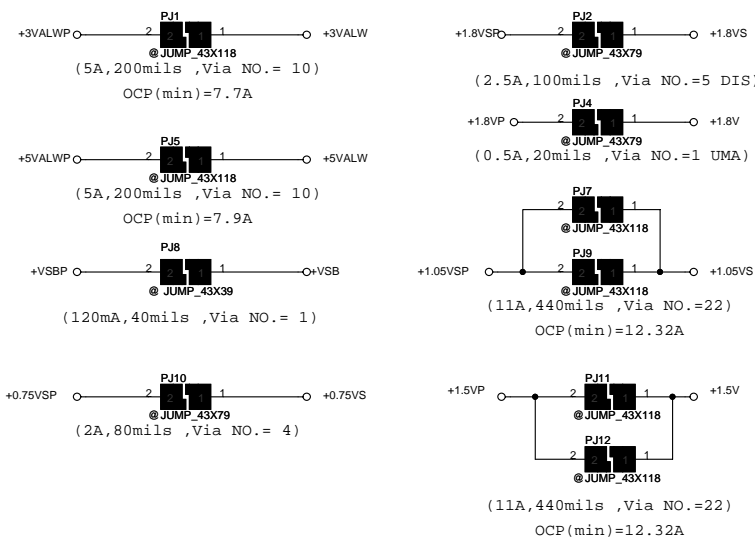 PJ1
+3VALWP 2 2 1 1 +3VALW
@JUMP_43X118
(5A,200mils ,Via NO.= 10)
OCP(min)=7.7A
PJ5
+5VALWP 2 2 1 1 +5VALW
@JUMP_43X118
(5A,200mils ,Via NO.= 10)
OCP(min)=7.9A
PJ8
+VSBP 2 2 1 1 +VSB
@ JUMP_43X39
(120mA,40mils ,Via NO.= 1)
PJ10
+0.75VSP 2 2 1 1 +0.75VS
@JUMP_43X79
(2A,80mils ,Via NO.= 4)
PJ2
+1.8VSP 2 2 1 1 +1.8VS
@JUMP_43X79
(2.5A,100mils ,Via NO.=5 DIS)
PJ4
+1.8VP 2 2 1 1 +1.8V
@JUMP_43X79
(0.5A,20mils ,Via NO.=1 UMA)
PJ7
2 2 1 1
@JUMP_43X118
PJ9
+1.05VSP 2 2 1 1 +1.05VS
@JUMP_43X118
(11A,440mils ,Via NO.=22)
OCP(min)=12.32A
PJ11
+1.5VP 2 2 1 1 +1.5V
@JUMP_43X118
PJ12
2 2 1 1
@JUMP_43X118
(11A,440mils ,Via NO.=22)
OCP(min)=12.32A